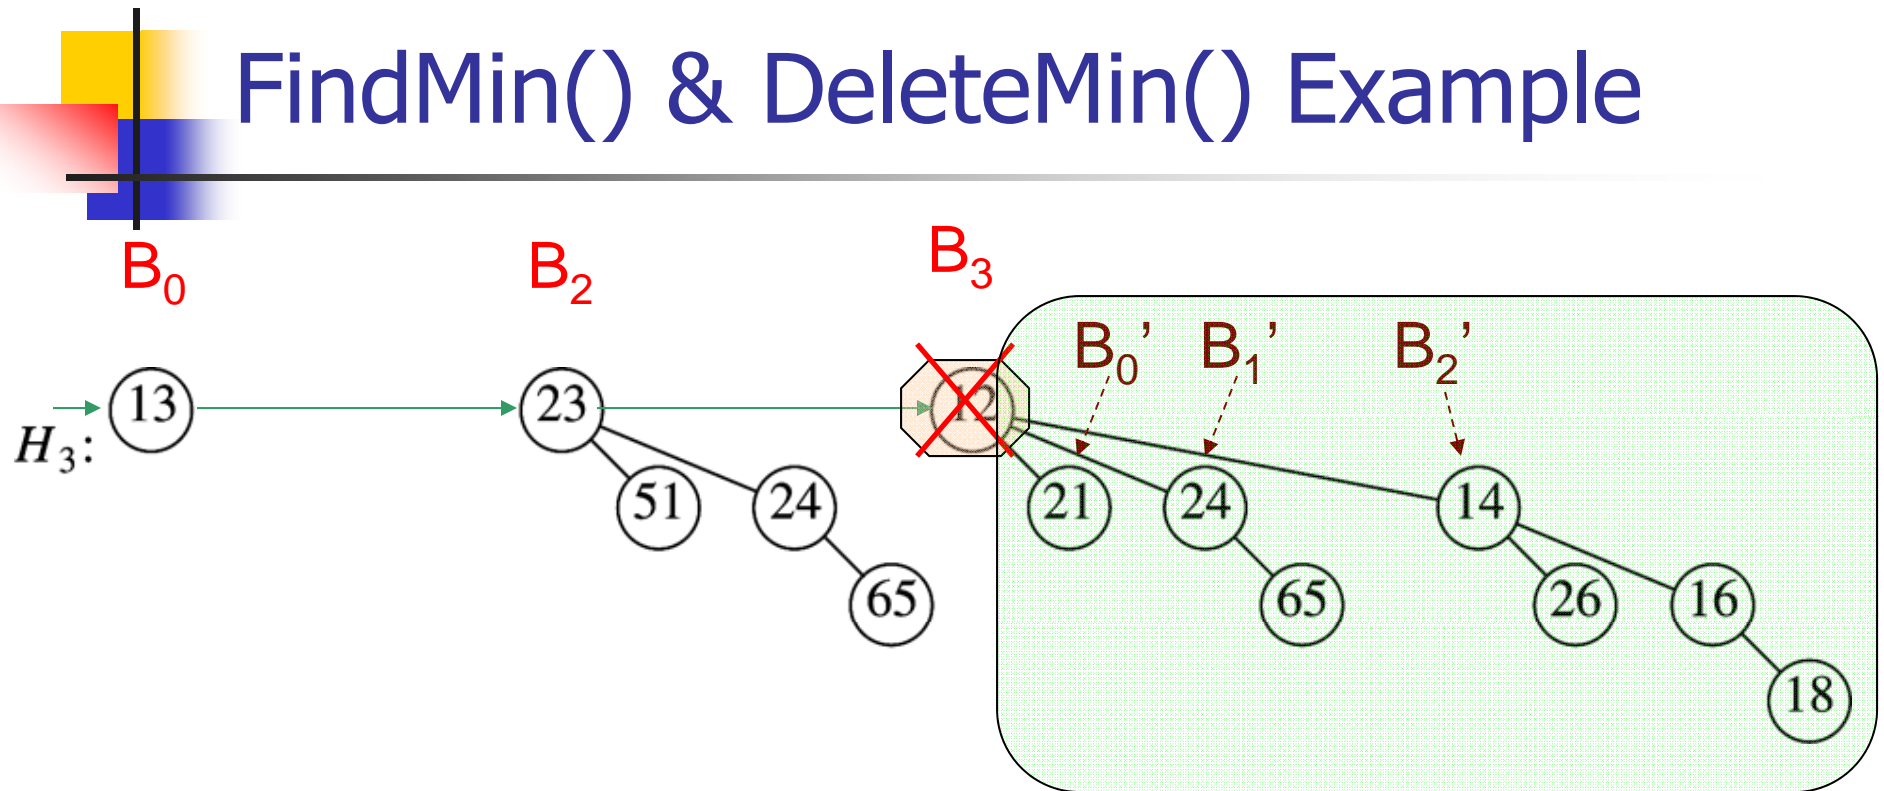 FindMin() & DeleteMin() Example
B0 B2 B3
B0’ B1’ B2’
13 23 12
H3:
51 24 21 24 14
65 65 26 16
18